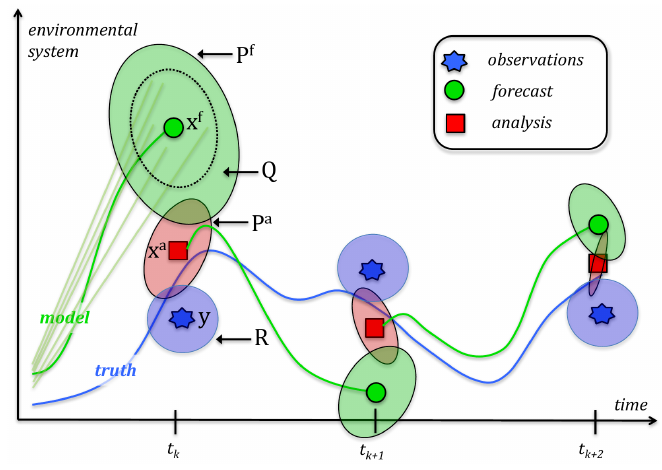 environmental
system
P^f
observations
forecast
analysis
x^f
Q
P^a
x^a
y
R
model
truth
time
t_k
t_{k+1}
t_{k+2}